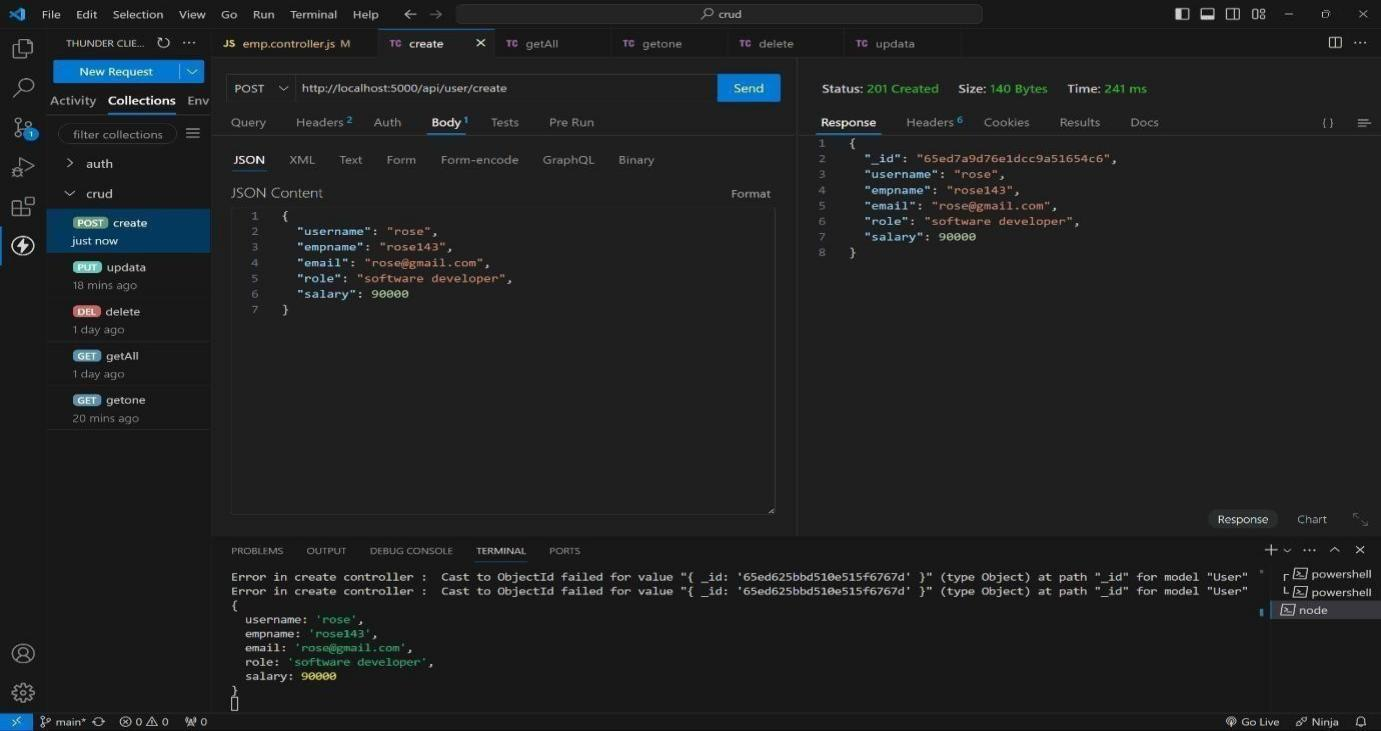 File Edit Selection View Go Run Terminal Help crud
THUNDER CLIE...
New Request
Activity Collections Env
filter collections
auth
crud
POST create
just now
PUT updata
18 mins ago
DEL delete
1 day ago
GET getAll
1 day ago
GET getone
20 mins ago
JS emp.controller.js M TC create TC getAll TC getone TC delete TC updata
POST http://localhost:5000/api/user/create Send
Query Headers 2 Auth Body 1 Tests Pre Run
JSON XML Text Form Form-encode GraphQL Binary
JSON Content Format
1 {
2 "username": "rose",
3 "empname": "rose143",
4 "email": "rose@gmail.com",
5 "role": "software developer",
6 "salary": 90000
7 }
Status: 201 Created Size: 140 Bytes Time: 241 ms
Response Headers 6 Cookies Results Docs { }
1 {
2 "_id": "65ed7a9d76e1dcc9a51654c6",
3 "username": "rose",
4 "empname": "rose143",
5 "email": "rose@gmail.com",
6 "role": "software developer",
7 "salary": 90000
8 }
Response Chart
PROBLEMS OUTPUT DEBUG CONSOLE TERMINAL PORTS
Error in create controller : Cast to ObjectId failed for value "{ _id: '65ed625bbd510e515f6767d' }" (type Object) at path "_id" for model "User"
Error in create controller : Cast to ObjectId failed for value "{ _id: '65ed625bbd510e515f6767d' }" (type Object) at path "_id" for model "User"
{
username: 'rose',
empname: 'rose143',
email: 'rose@gmail.com',
role: 'software developer',
salary: 90000
}
powershell
powershell
node
1
main* 0 0 0 Go Live Ninja